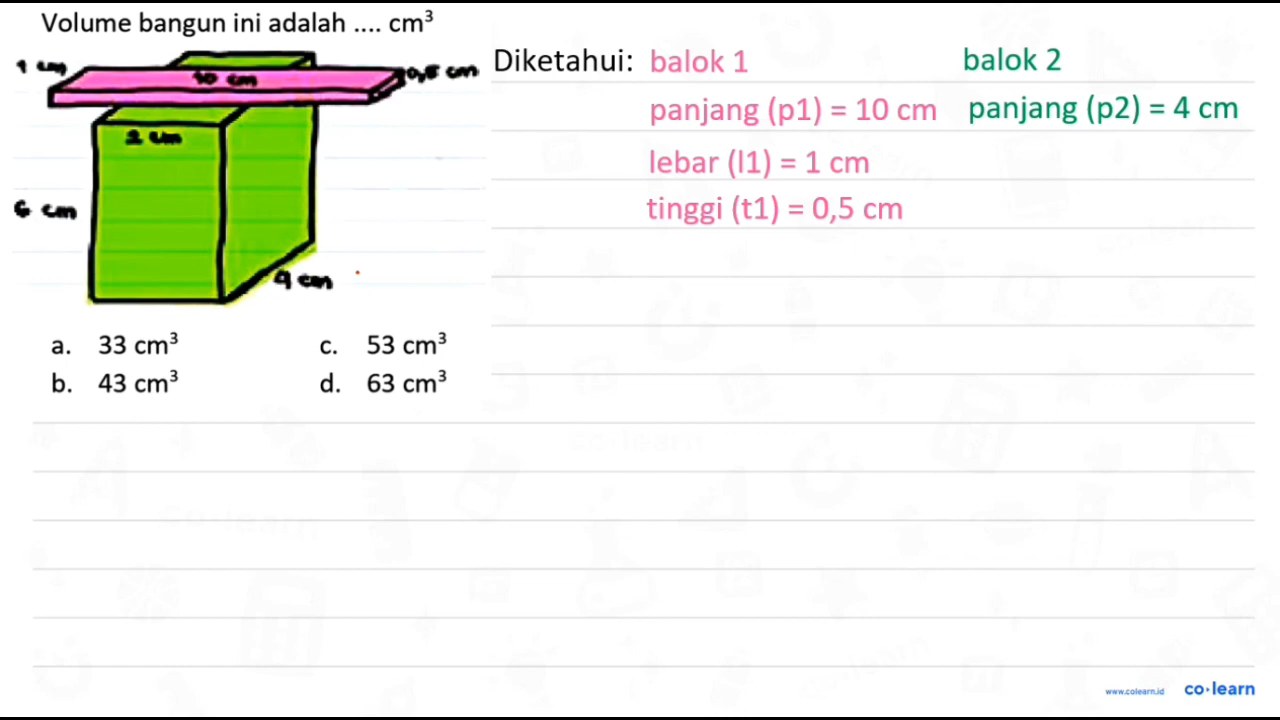 Volume bangun ini adalah .... cm³
1 cm
10 cm
0,5 cm
2 cm
6 cm
4 cm
a. 33 cm³
c. 53 cm³
b. 43 cm³
d. 63 cm³
Diketahui:
balok 1
panjang (p1) = 10 cm
lebar (l1) = 1 cm
tinggi (t1) = 0,5 cm
balok 2
panjang (p2) = 4 cm
www.colearn.id
co·learn